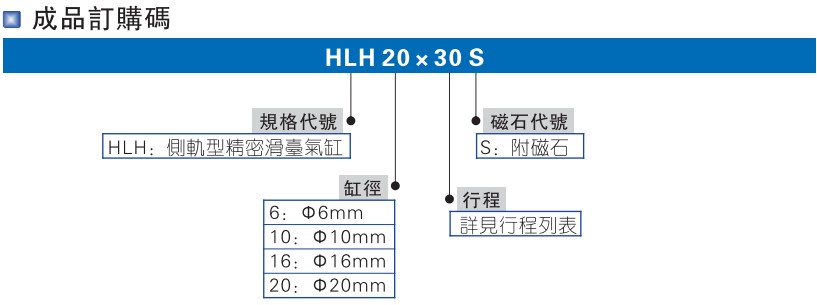 成品訂購碼
HLH 20 × 30 S
規格代號
HLH：側軌型精密滑臺氣缸
磁石代號
S：附磁石
缸徑
6：Φ6mm
10：Φ10mm
16：Φ16mm
20：Φ20mm
行程
詳見行程列表